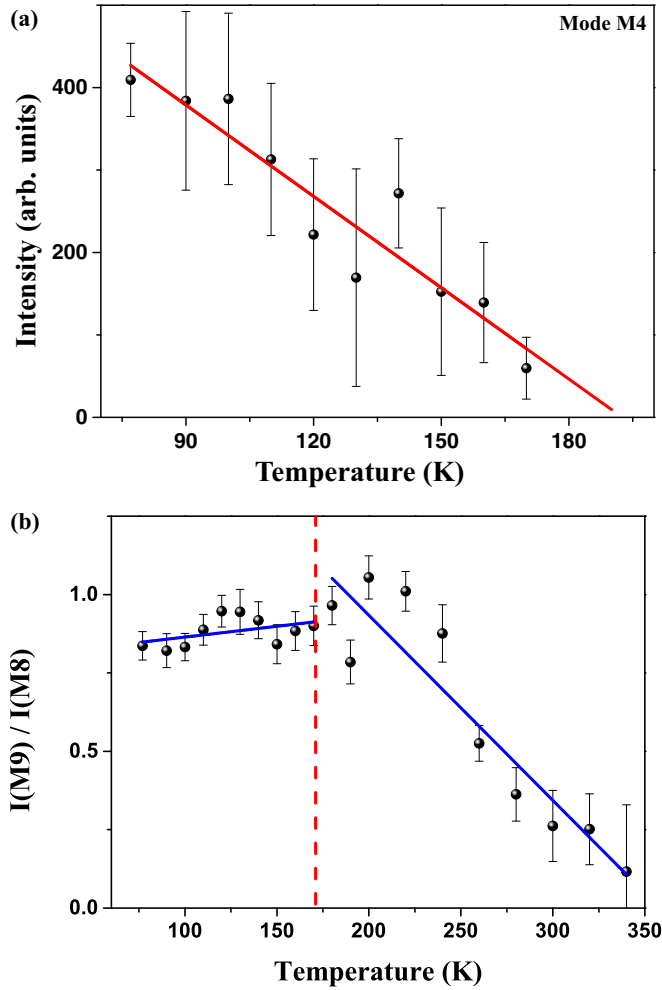 (a)
Mode M4
Intensity (arb. units)
400
200
0
90 120 150 180
Temperature (K)
(b)
I(M9) / I(M8)
1.0
0.5
0.0
100 150 200 250 300 350
Temperature (K)